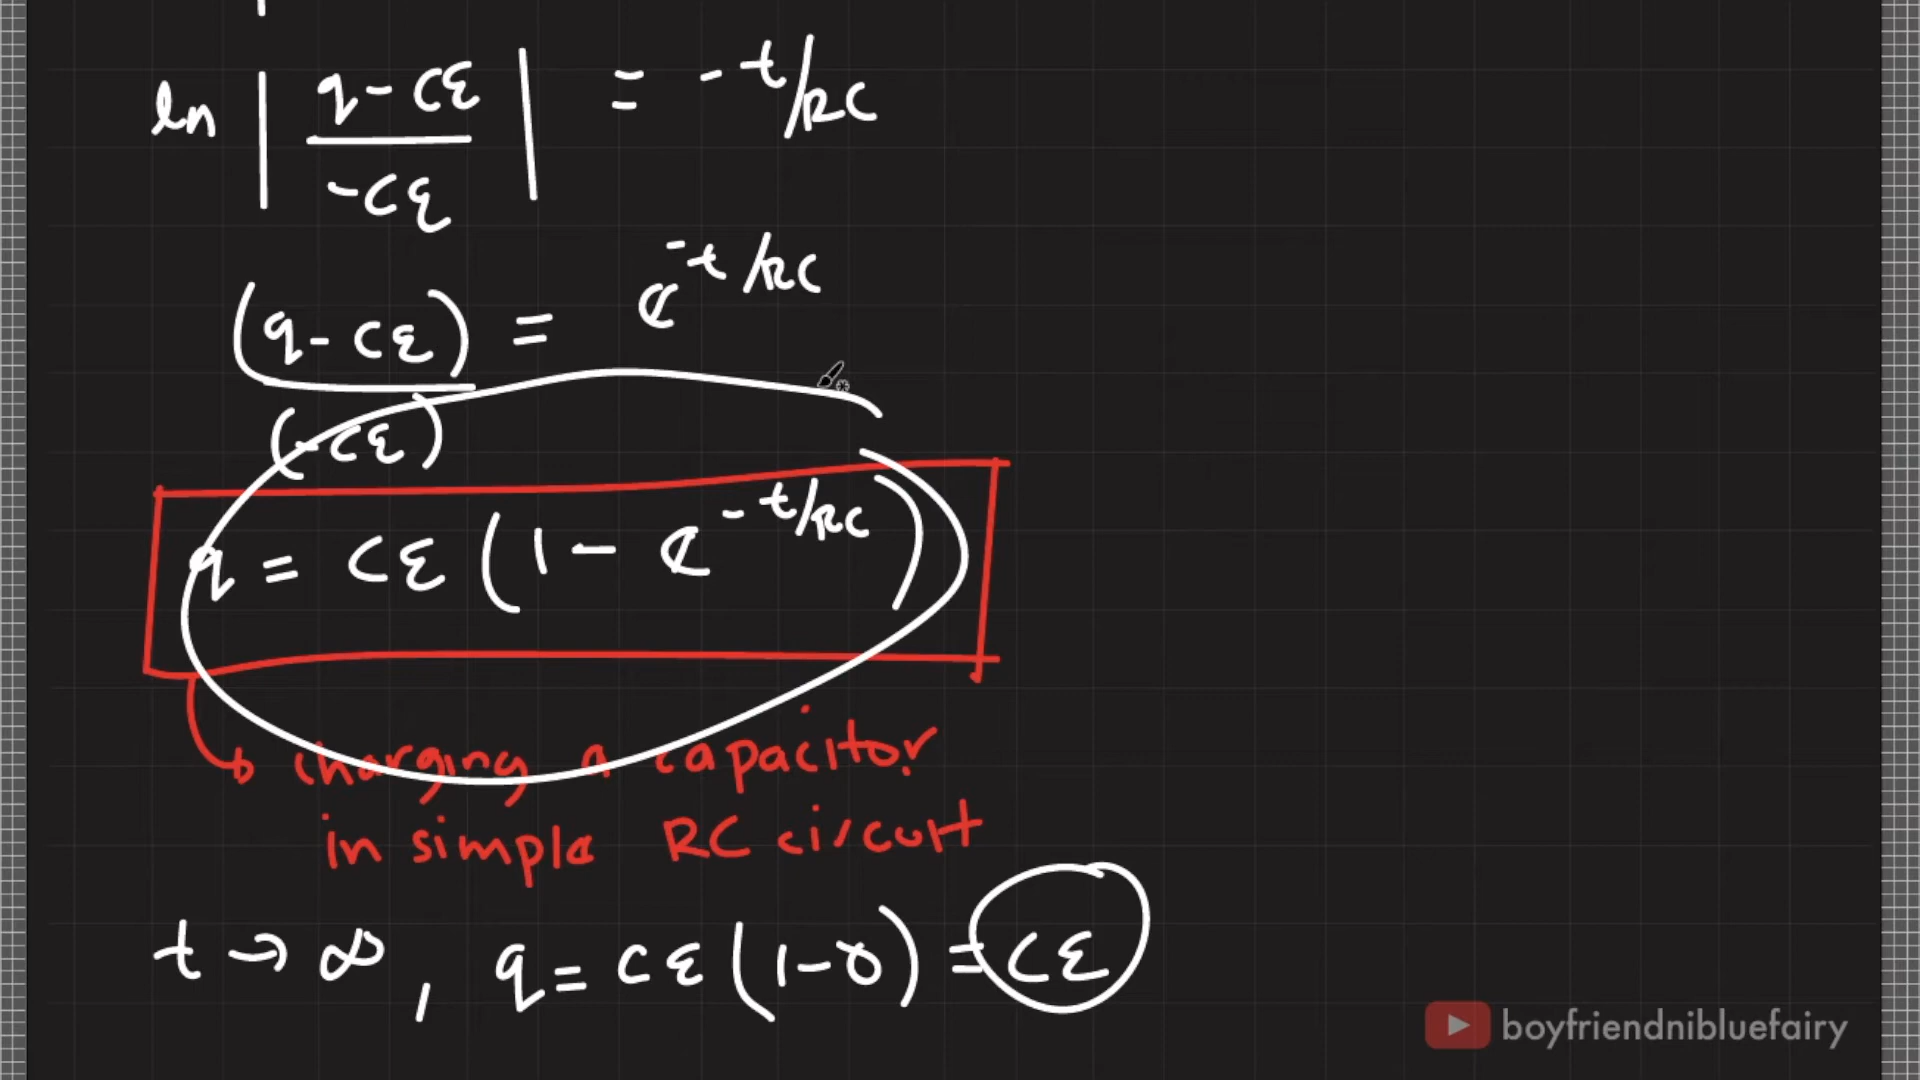 ln | q - Cε / -Cε | = -t/RC
(q - Cε) / (-Cε) = e^{-t/RC}
q = Cε (1 - e^{-t/RC})
charging a capacitor
in simple RC circuit
t → ∞, q = Cε (1-0) = Cε
boyfriendnibluefairy